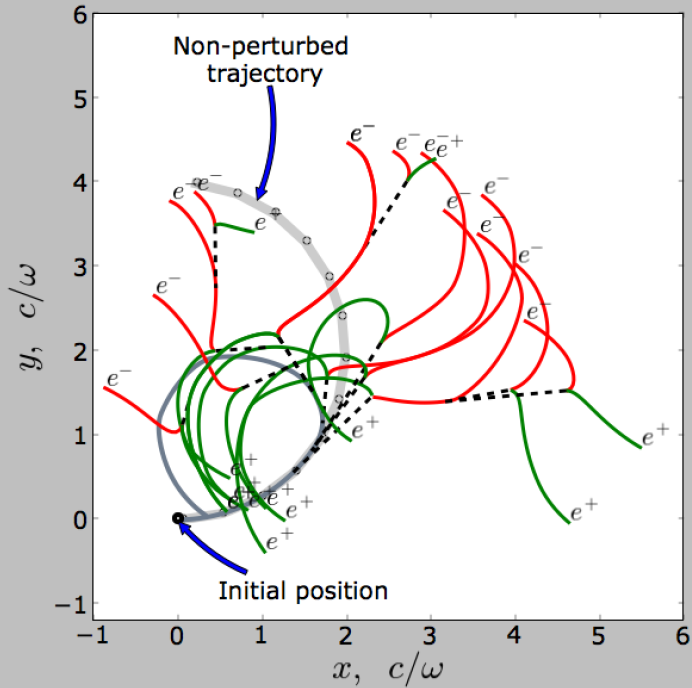 6
Non-perturbed
trajectory
5
e⁻ e⁻ e⁻ e⁺
e⁻
4
e⁻ e⁻ e⁻ e⁻
e
e⁻
3
e⁻
e⁻
e⁻
y, c/ω
2
e⁻
1
e⁺ e⁺
e⁺
e⁺ e⁺ e⁺
e⁺ e⁺
0
e⁺
e⁺
Initial position
−1
−1 0 1 2 3 4 5 6
x, c/ω